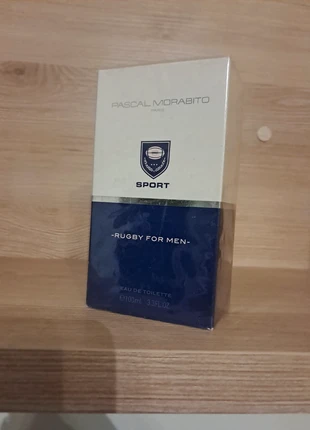 PASCAL MORABITO
PARIS
SPORT
-RUGBY FOR MEN-
EAU DE TOILETTE